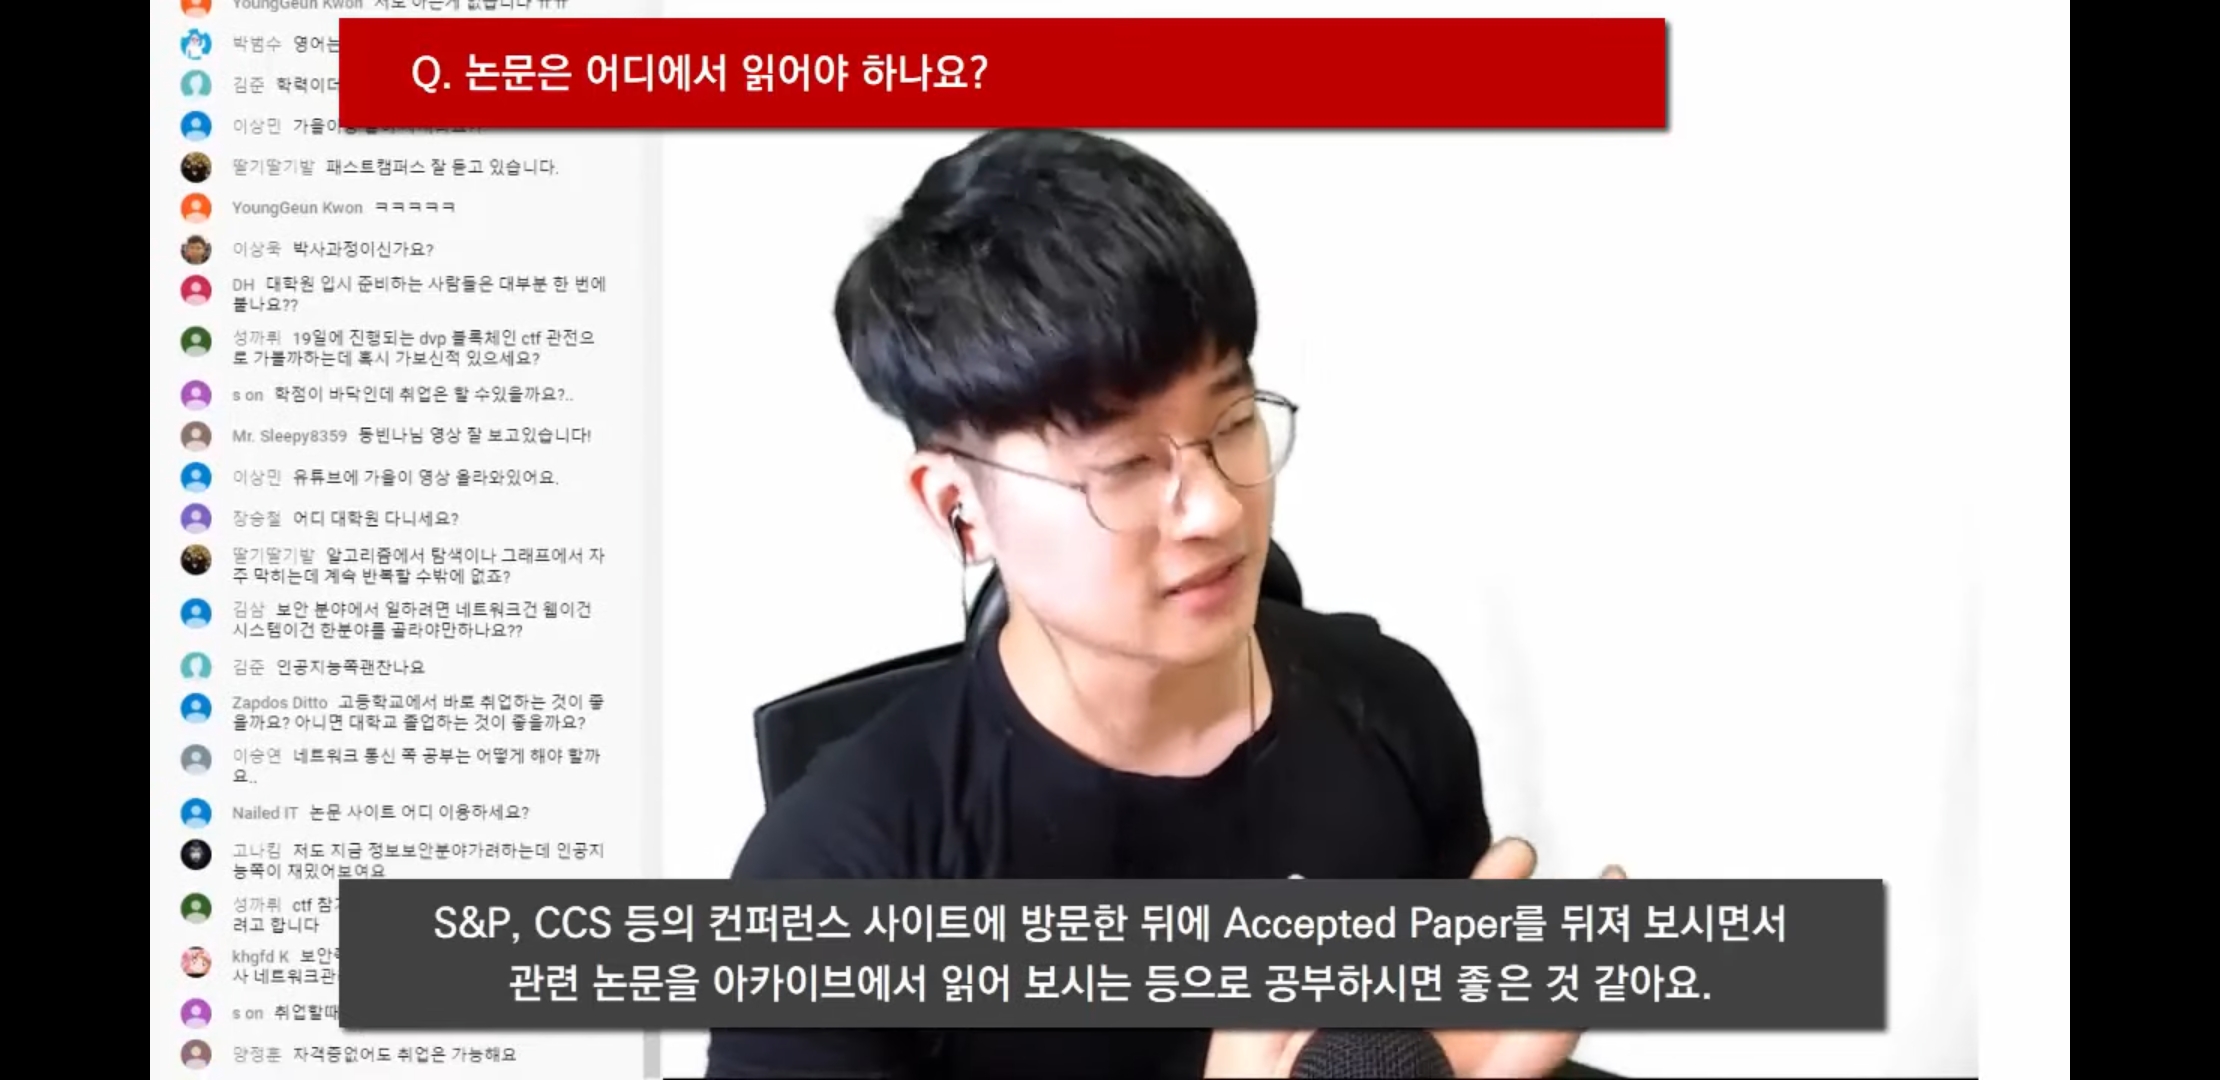 YoungGeun Kwon 저도 아는게 없습니다 ㅠㅠ
Q. 논문은 어디에서 읽어야 하나요?
박범수 영어는
김준 학력이
이상민 가을이
딸기딸기발 패스트캠퍼스 잘 듣고 있습니다.
YoungGeun Kwon ㅋㅋㅋㅋㅋ
이상욱 박사과정이신가요?
DH 대학원 입시 준비하는 사람들은 대부분 한 번에
붙나요??
성까뀌 19일에 진행되는 dvp 블록체인 ctf 관전으
로 가볼까하는데 혹시 가보신적 있으세요?
s on 학점이 바닥인데 취업은 할 수있을까요?..
Mr. Sleepy8359 동빈나님 영상 잘 보고있습니다!
이상민 유튜브에 가을이 영상 올라와있어요.
장승철 어디 대학원 다니세요?
딸기딸기발 알고리즘에서 탐색이나 그래프에서 자
주 막히는데 계속 반복할 수밖에 없죠?
김삼 보안 분야에서 일하려면 네트워크건 웹이건
시스템이건 한분야를 골라야만하나요??
김준 인공지능쪽괜찬나요
Zapdos Ditto 고등학교에서 바로 취업하는 것이 좋
을까요? 아니면 대학교 졸업하는 것이 좋을까요?
이승연 네트워크 통신 쪽 공부는 어떻게 해야 할까
요..
Nailed IT 논문 사이트 어디 이용하세요?
고나킴 저도 지금 정보보안분야가려하는데 인공지
능쪽이 재밌어보여요
성까뀌 ctf 참
려고 합니다
khgfd K 보안
사 네트워크관
s on 취업할때
양정훈 자격증없어도 취업은 가능해요
S&P, CCS 등의 컨퍼런스 사이트에 방문한 뒤에 Accepted Paper를 뒤져 보시면서
관련 논문을 아카이브에서 읽어 보시는 등으로 공부하시면 좋은 것 같아요.